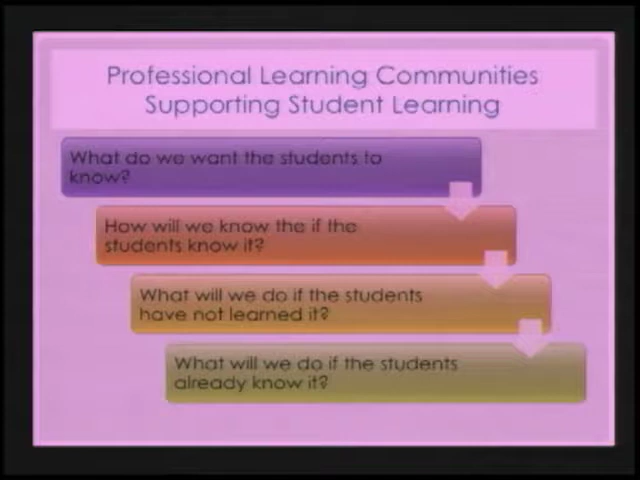 Professional Learning Communities
Supporting Student Learning
What do we want the students to
know?
How will we know the if the
students know it?
What will we do if the students
have not learned it?
What will we do if the students
already know it?